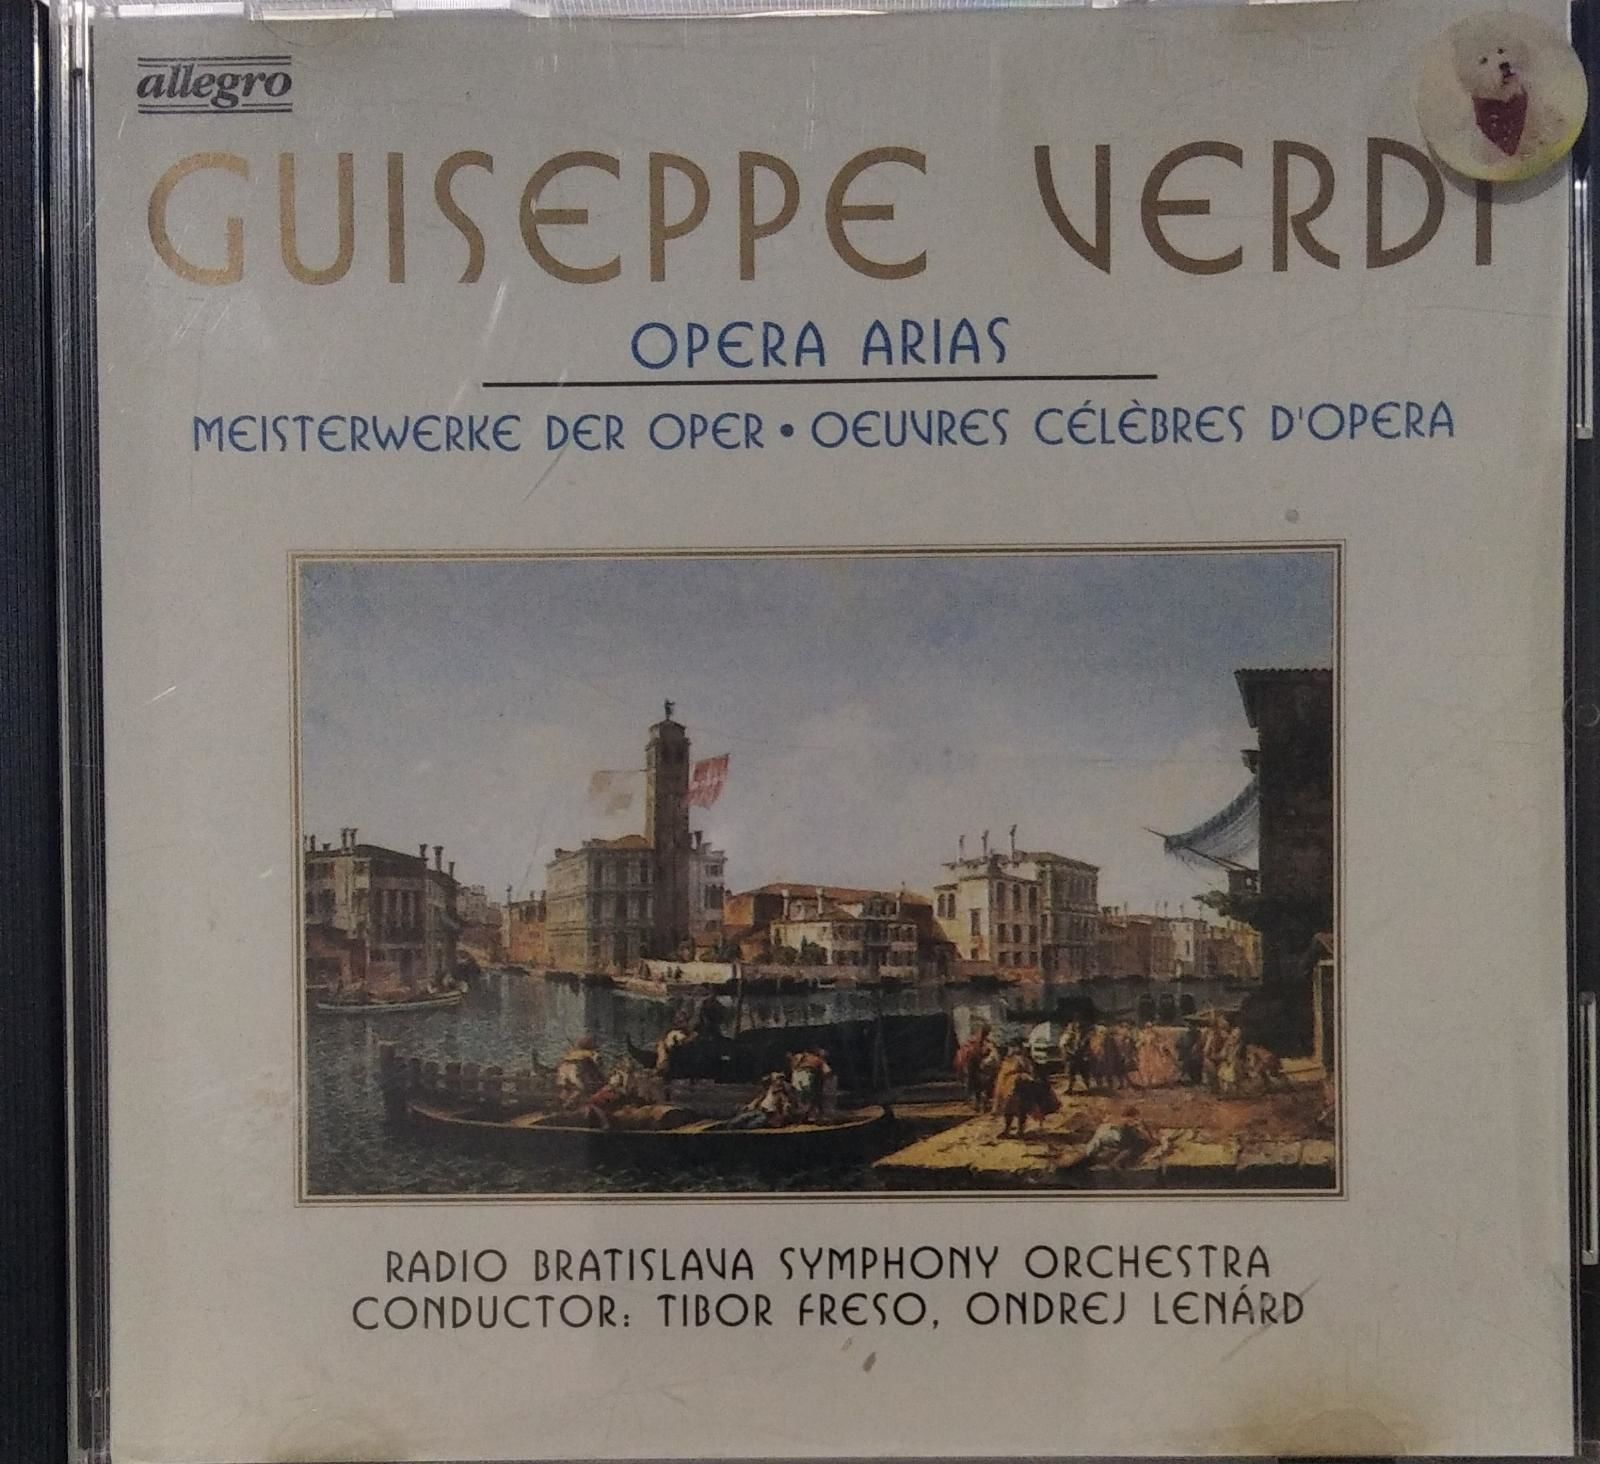 allegro
GUISEPPE VERDI
OPERA ARIAS
MEISTERWERKE DER OPER • OEUVRES CÉLÈBRES D'OPERA
RADIO BRATISLAVA SYMPHONY ORCHESTRA
CONDUCTOR: TIBOR FRESO, ONDREJ LENÁRD